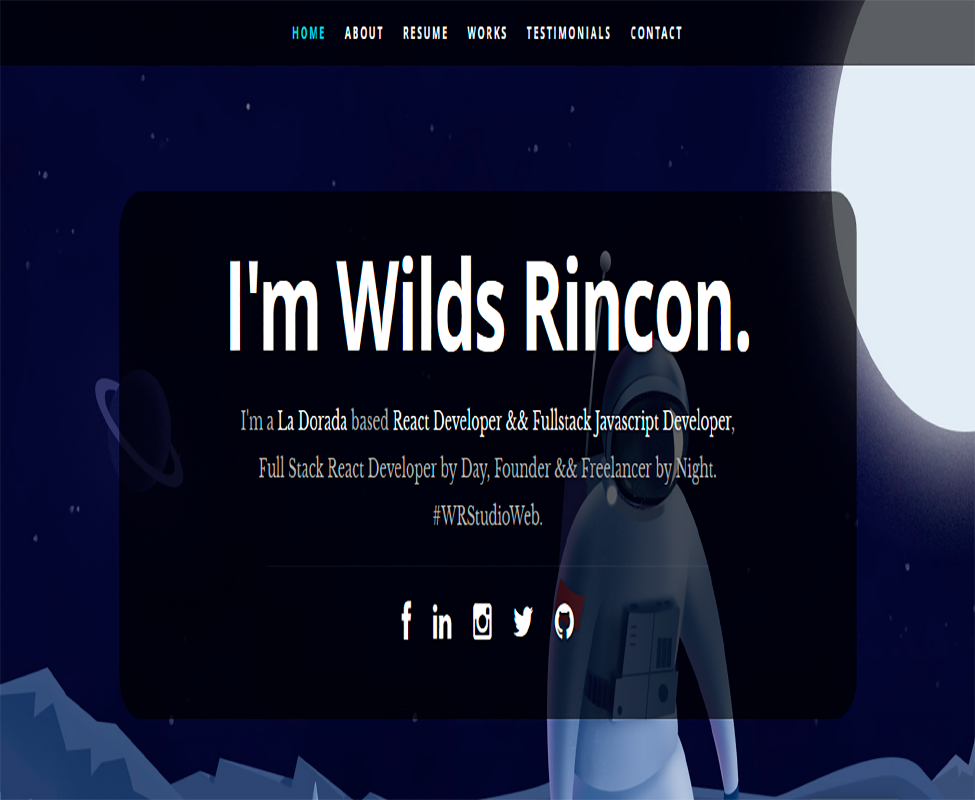 HOME ABOUT RESUME WORKS TESTIMONIALS CONTACT
I'm Wilds Rincon.
I'm a La Dorada based React Developer && Fullstack Javascript Developer,
Full Stack React Developer by Day, Founder && Freelancer by Night.
#WRStudioWeb.